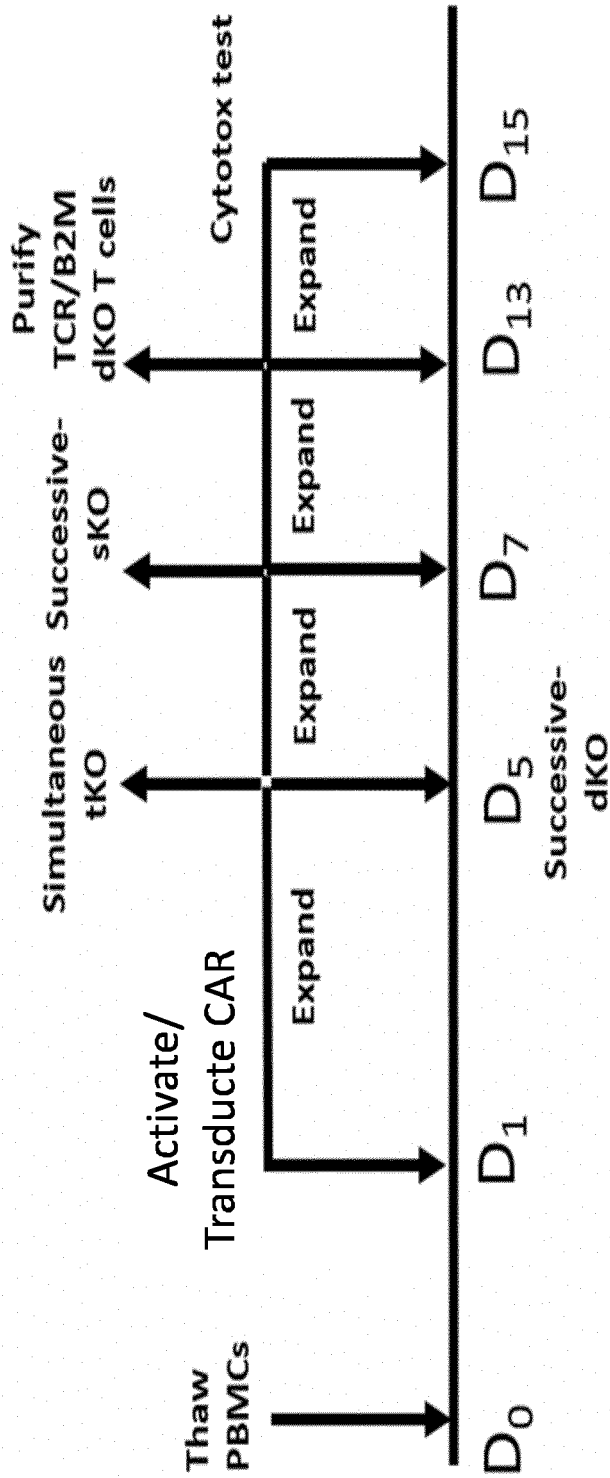 Thaw
PBMCs
Activate/
Transducte CAR
Simultaneous
tKO
Successive-
sKO
Purify
TCR/B2M
dKO T cells
Cytotox test
Expand
Expand
Expand
Expand
D0
D1
D5
D7
D13
D15
Successive-
dKO